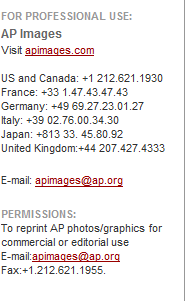 FOR PROFESSIONAL USE:
AP Images
Visit apimages.com
US and Canada: +1 212.621.1930
France: +33 1.47.43.47.43
Germany: +49 69.27.23.01.27
Italy: +39 02.76.00.34.30
Japan: +813 33. 45.80.92
United Kingdom:+44 207.427.4333
E-mail: apimages@ap.org
PERMISSIONS:
To reprint AP photos/graphics for
commercial or editorial use
E-mail:apimages@ap.org
Fax:+1.212.621.1955.